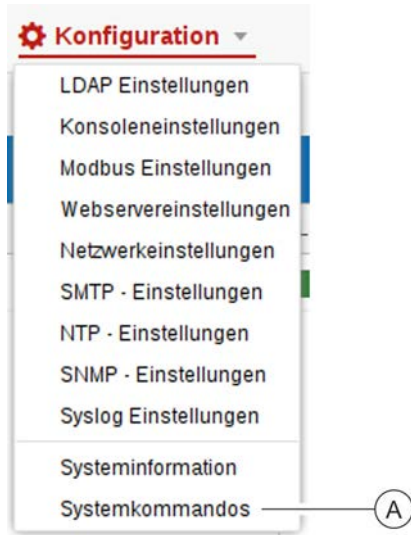 Konfiguration
LDAP Einstellungen
Konsoleneinstellungen
Modbus Einstellungen
Webservereinstellungen
Netzwerkeinstellungen
SMTP - Einstellungen
NTP - Einstellungen
SNMP - Einstellungen
Syslog Einstellungen
Systeminformation
Systemkommandos A